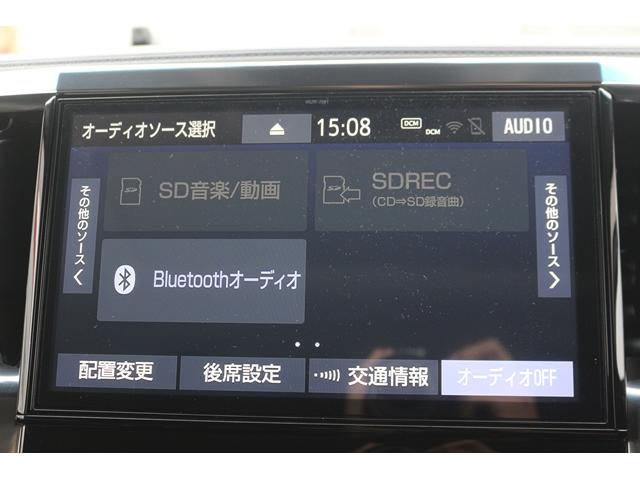 オーディオソース選択
15:08
DCM
DCM
AUDIO
その他のソース
SD音楽/動画
SDREC
(CD⇒SD録音曲)
その他のソース
Bluetoothオーディオ
配置変更
後席設定
交通情報
オーディオOFF